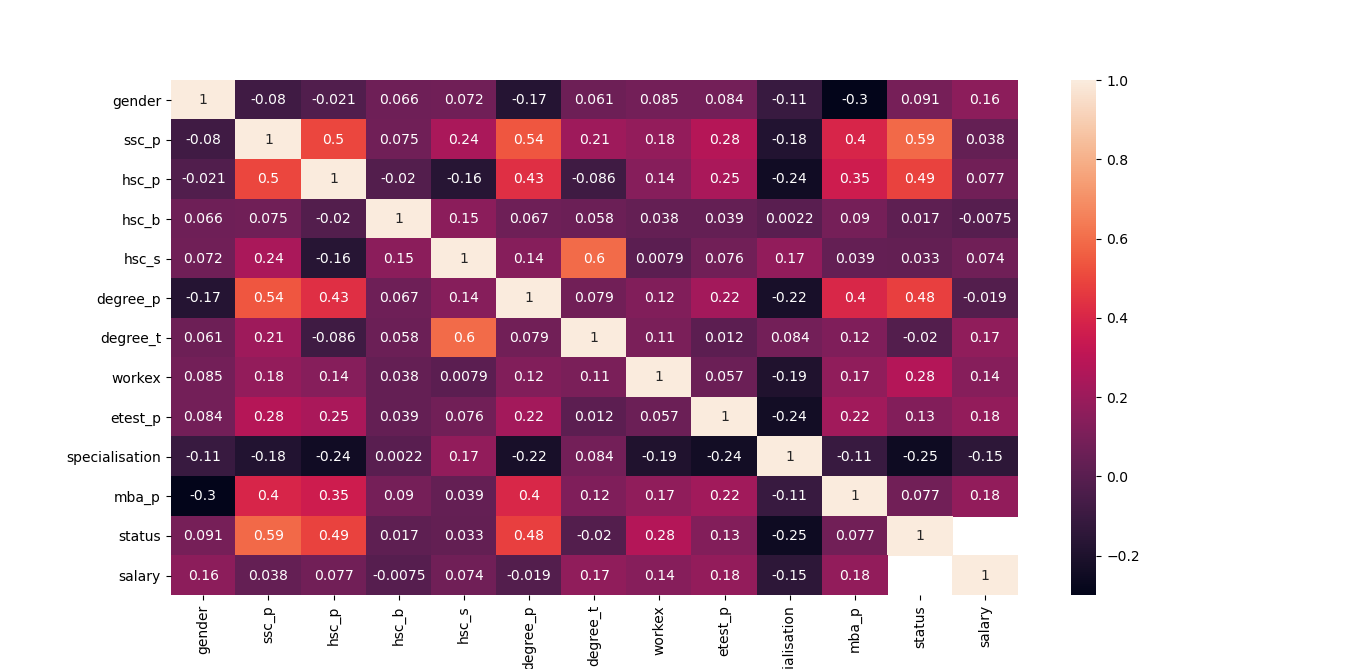 gender 1 -0.08 -0.021 0.066 0.072 -0.17 0.061 0.085 0.084 -0.11 -0.3 0.091 0.16
ssc_p -0.08 1 0.5 0.075 0.24 0.54 0.21 0.18 0.28 -0.18 0.4 0.59 0.038
hsc_p -0.021 0.5 1 -0.02 -0.16 0.43 -0.086 0.14 0.25 -0.24 0.35 0.49 0.077
hsc_b 0.066 0.075 -0.02 1 0.15 0.067 0.058 0.038 0.039 0.0022 0.09 0.017 -0.0075
hsc_s 0.072 0.24 -0.16 0.15 1 0.14 0.6 0.0079 0.076 0.17 0.039 0.033 0.074
degree_p -0.17 0.54 0.43 0.067 0.14 1 0.079 0.12 0.22 -0.22 0.4 0.48 -0.019
degree_t 0.061 0.21 -0.086 0.058 0.6 0.079 1 0.11 0.012 0.084 0.12 -0.02 0.17
workex 0.085 0.18 0.14 0.038 0.0079 0.12 0.11 1 0.057 -0.19 0.17 0.28 0.14
etest_p 0.084 0.28 0.25 0.039 0.076 0.22 0.012 0.057 1 -0.24 0.22 0.13 0.18
specialisation -0.11 -0.18 -0.24 0.0022 0.17 -0.22 0.084 -0.19 -0.24 1 -0.11 -0.25 -0.15
mba_p -0.3 0.4 0.35 0.09 0.039 0.4 0.12 0.17 0.22 -0.11 1 0.077 0.18
status 0.091 0.59 0.49 0.017 0.033 0.48 -0.02 0.28 0.13 -0.25 0.077 1
salary 0.16 0.038 0.077 -0.0075 0.074 -0.019 0.17 0.14 0.18 -0.15 0.18 1
gender ssc_p hsc_p hsc_b hsc_s degree_p degree_t workex etest_p ialisation mba_p status salary
1.0
0.8
0.6
0.4
0.2
0.0
−0.2